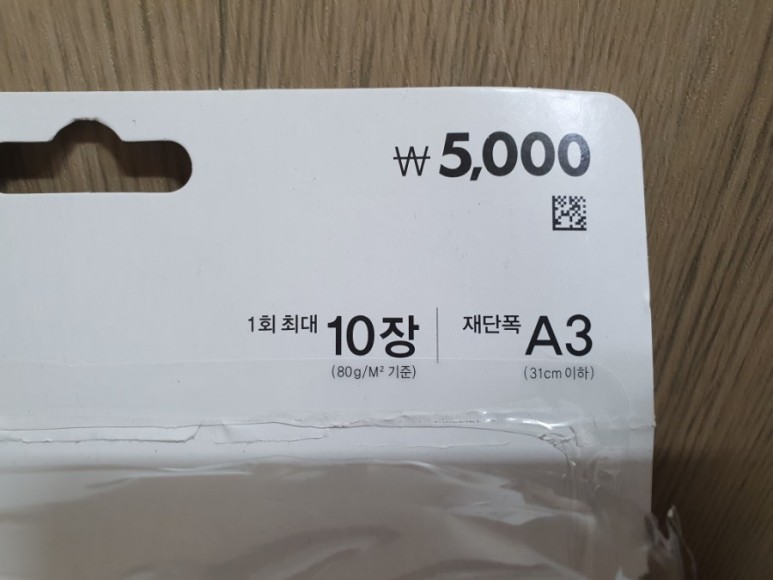 ₩5,000
1회 최대 10장 재단폭 A3
(80g/M² 기준) (31cm 이하)